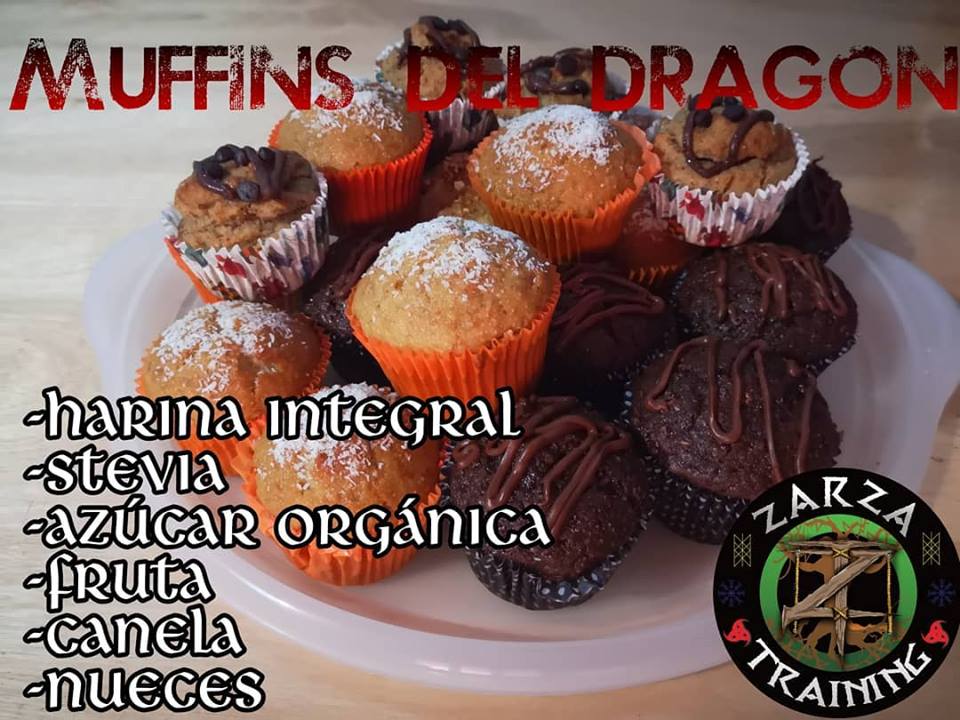 MUFFINS DEL DRAGON
-harina integral
-stevia
-azúcar orgánica
-fruta
-canela
-nueces
ZARZA
TRAINING